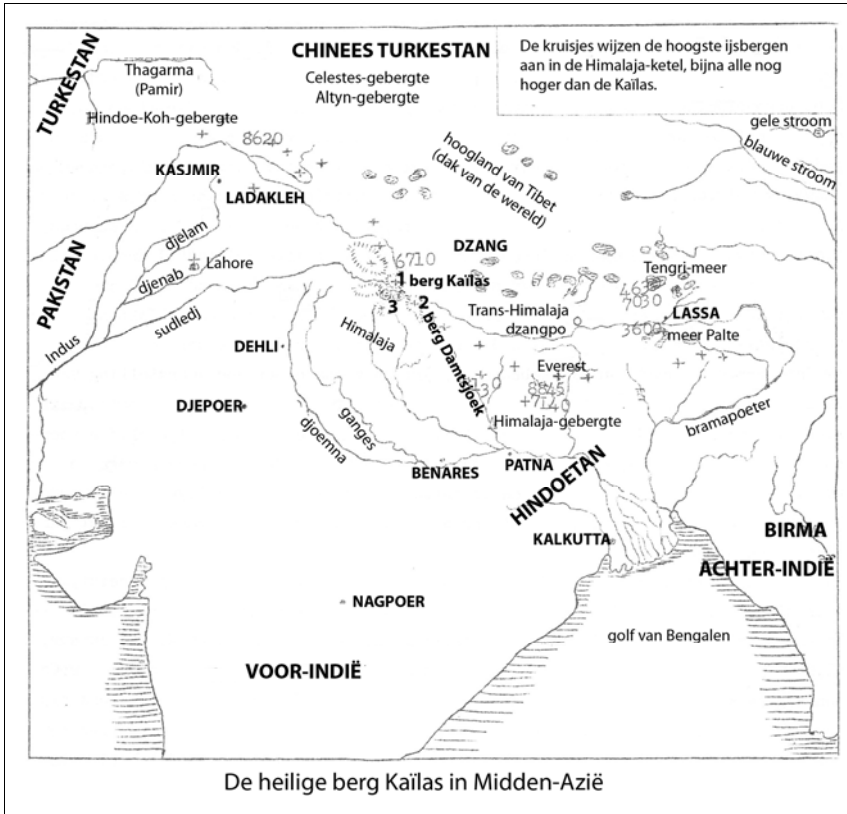 TURKESTAN
CHINEES TURKESTAN
Thagarma
(Pamir)
Celestes-gebergte
Altyn-gebergte
De kruisjes wijzen de hoogste ijsbergen
aan in de Himalaja-ketel, bijna alle nog
hoger dan de Kaïlas.
Hindoe-Koh-gebergte
8620
gele stroom
blauwe stroom
hoogland van Tibet
(dak van de wereld)
KASJMIR
LADAKLEH
djelam
DZANG
PAKISTAN
djenab
Lahore
6710
1 berg Kaïlas
Tengri-meer
7030
sudledj
3
2 berg Damtsjoek
Trans-Himalaja
dzangpo
LASSA
Indus
DEHLI
Himalaja
3600
meer Palte
Everest
8845
7140
DJEPOER
ganges
djoemna
Himalaja-gebergte
bramapoeter
BENARES
PATNA
HINDOETAN
KALKUTTA
BIRMA
ACHTER-INDIË
NAGPOER
golf van Bengalen
VOOR-INDIË
De heilige berg Kaïlas in Midden-Azië